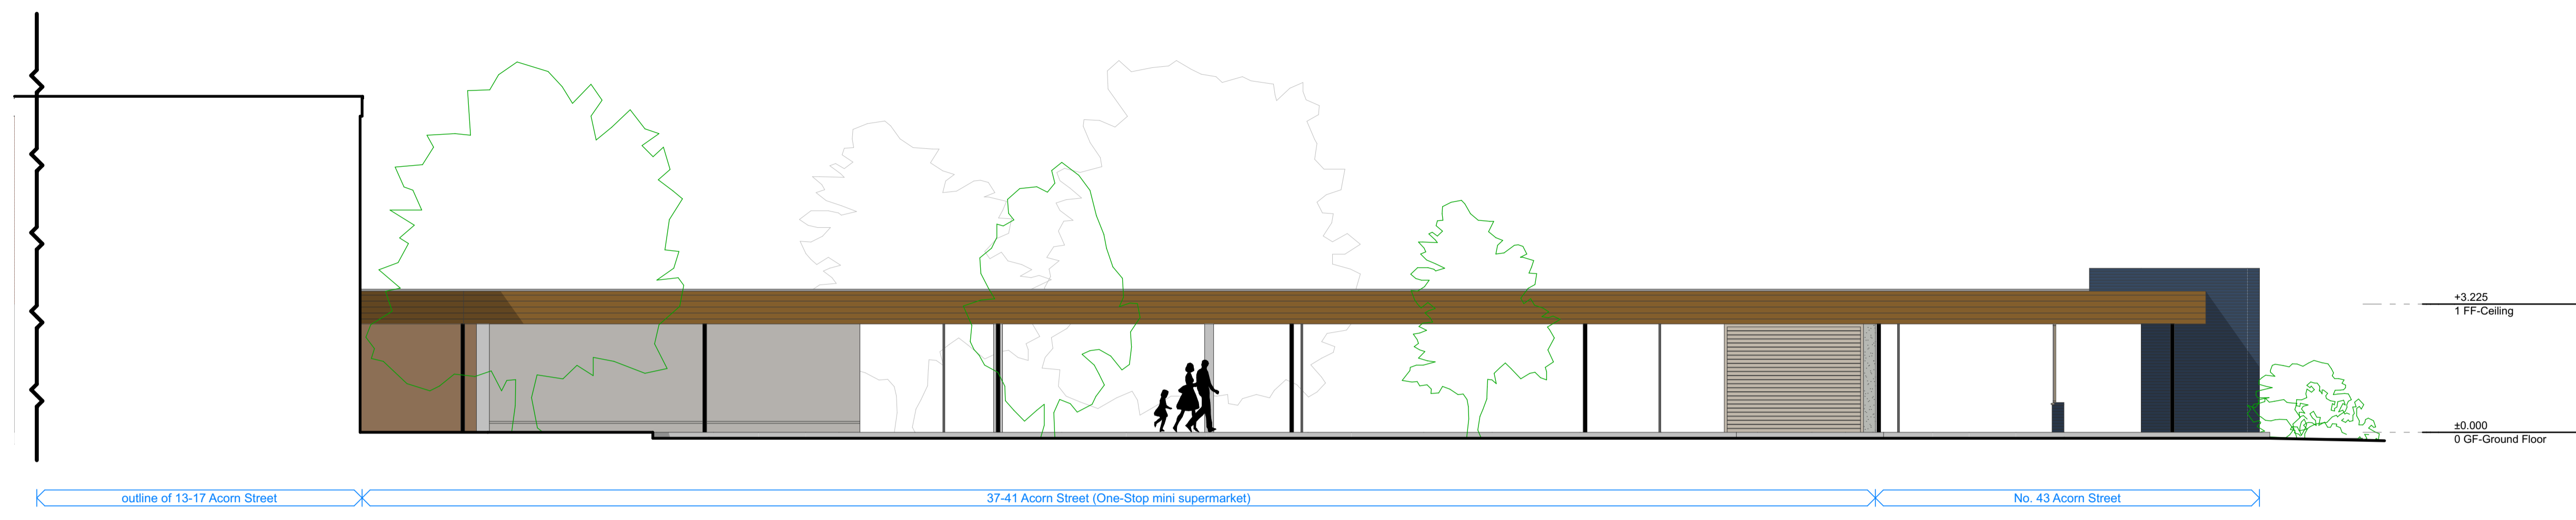 +3.225
1 FF-Ceiling
±0.000
0 GF-Ground Floor
outline of 13-17 Acorn Street
37-41 Acorn Street (One-Stop mini supermarket)
No. 43 Acorn Street